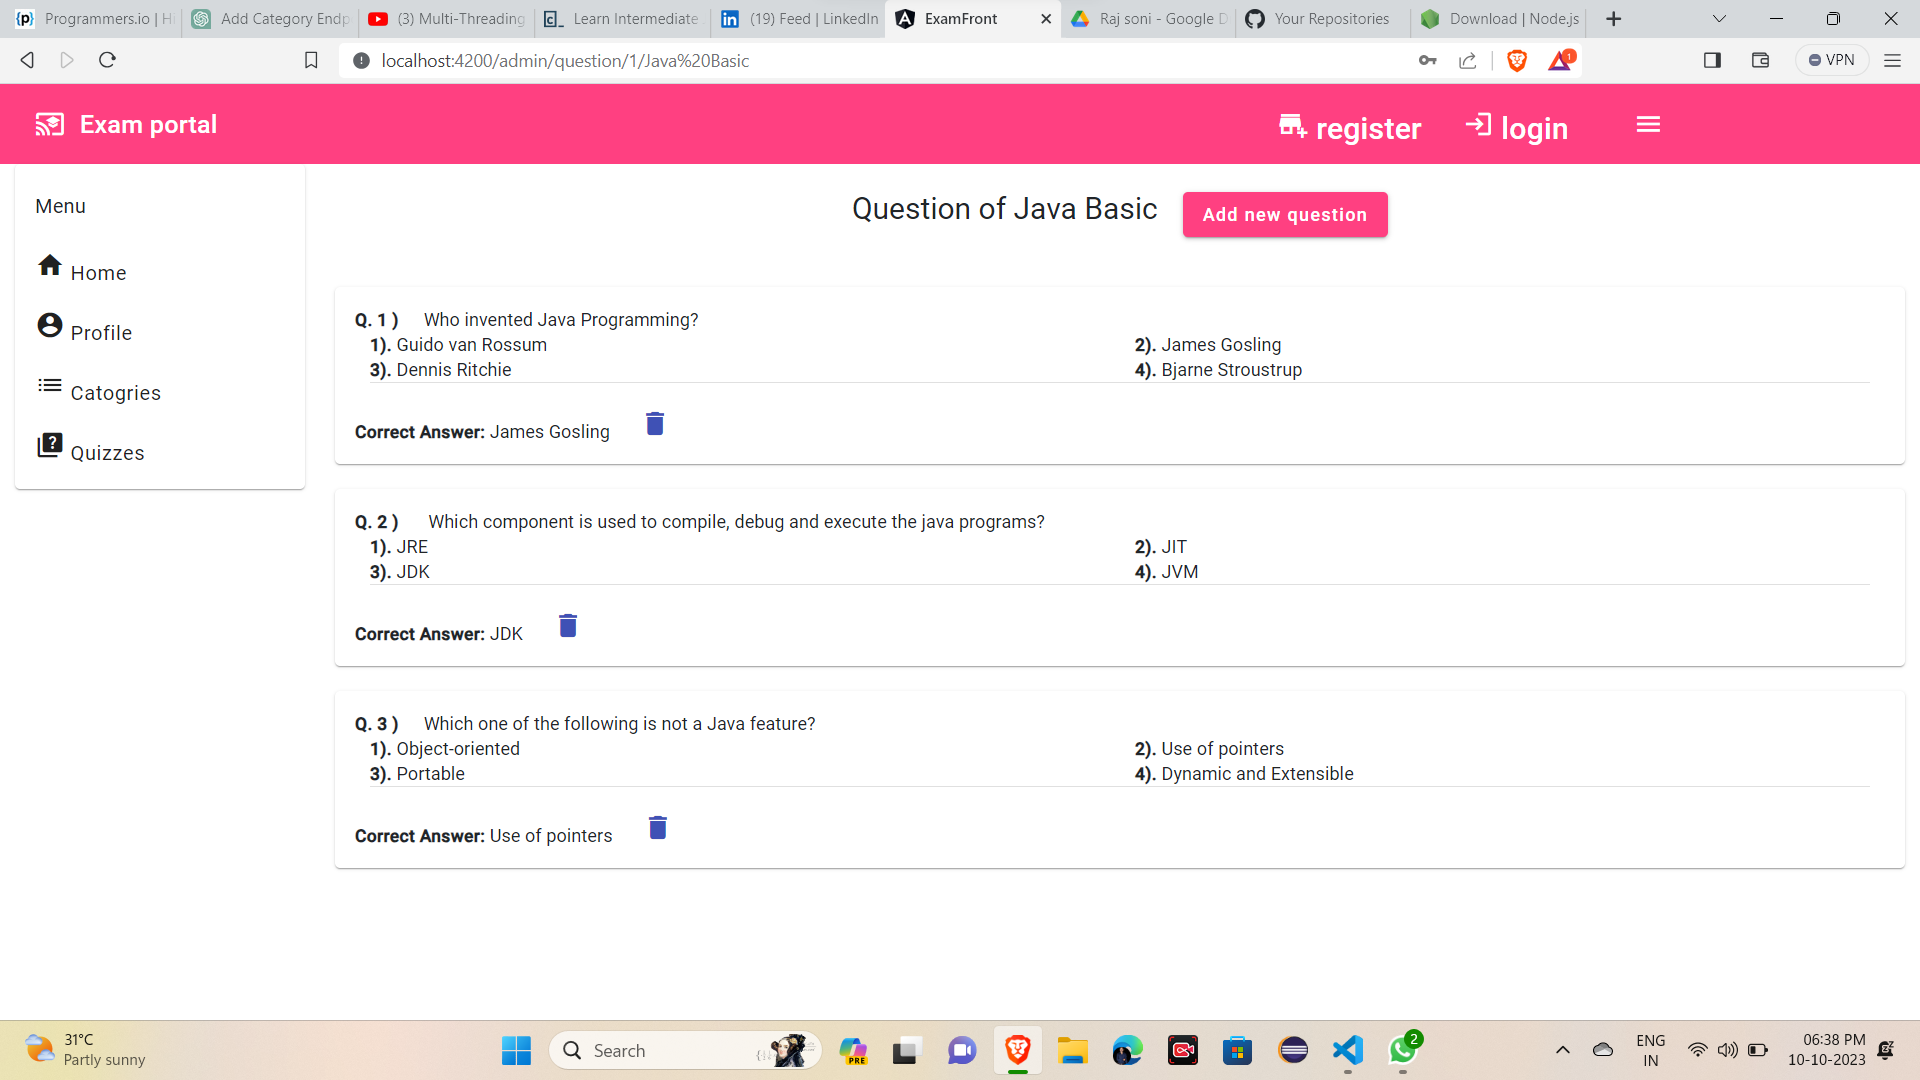 Programmers.io | Hi
Add Category Endp
(3) Multi-Threading
Learn Intermediate
(19) Feed | LinkedIn
ExamFront
Raj soni - Google D
Your Repositories
Download | Node.js
localhost:4200/admin/question/1/Java%20Basic
1
VPN
Exam portal
register
login
Menu
Home
Profile
Catogries
Quizzes
Question of Java Basic
Add new question
Q. 1 ) Who invented Java Programming?
1). Guido van Rossum
2). James Gosling
3). Dennis Ritchie
4). Bjarne Stroustrup
Correct Answer: James Gosling
Q. 2 ) Which component is used to compile, debug and execute the java programs?
1). JRE
2). JIT
3). JDK
4). JVM
Correct Answer: JDK
Q. 3 ) Which one of the following is not a Java feature?
1). Object-oriented
2). Use of pointers
3). Portable
4). Dynamic and Extensible
Correct Answer: Use of pointers
31°C
Partly sunny
Search
PRE
2
ENG
IN
06:38 PM
10-10-2023